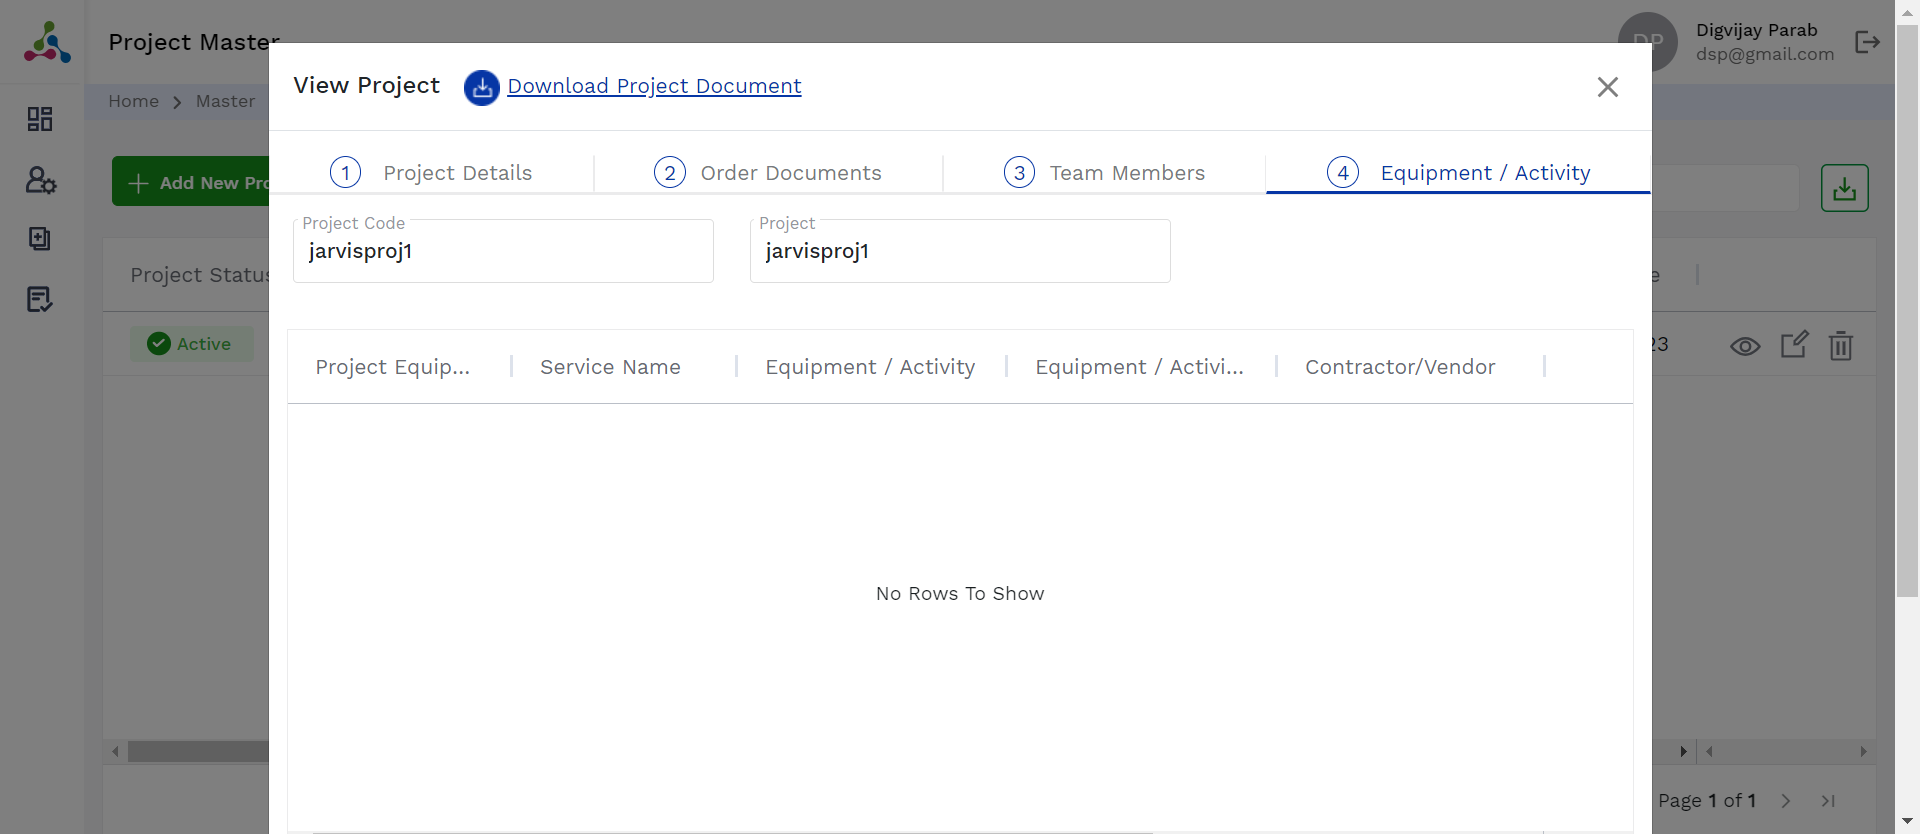 Project Master
DP
Digvijay Parab
dsp@gmail.com
Home
Master
Add New Pro
Project Status
Active
View Project
Download Project Document
1 Project Details
2 Order Documents
3 Team Members
4 Equipment / Activity
Project Code
jarvisproj1
Project
jarvisproj1
Project Equip...
Service Name
Equipment / Activity
Equipment / Activi...
Contractor/Vendor
No Rows To Show
e
23
Page 1 of 1